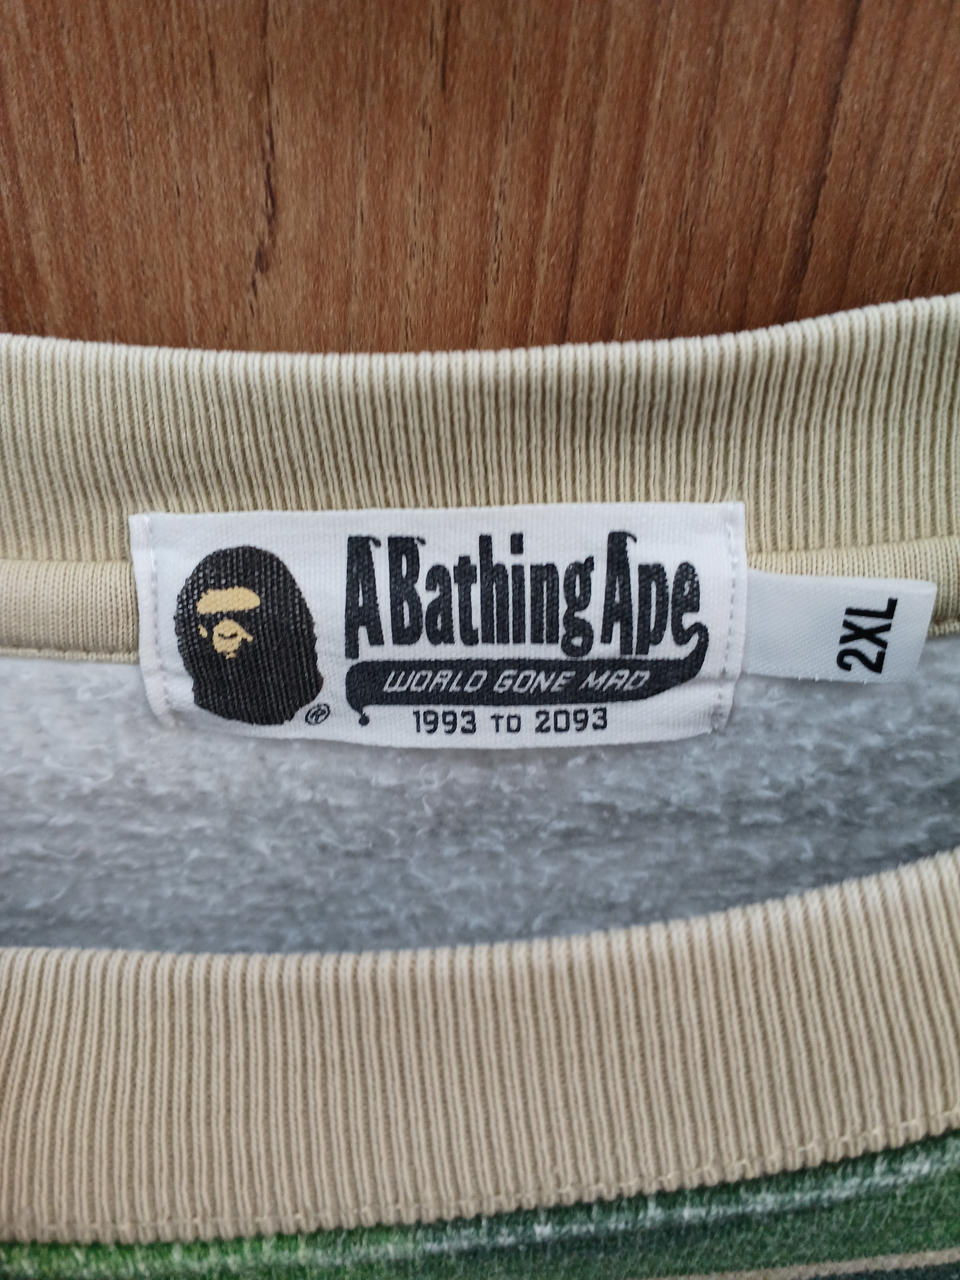 A Bathing Ape
WORLD GONE MAD
1993 TO 2093
®
2XL